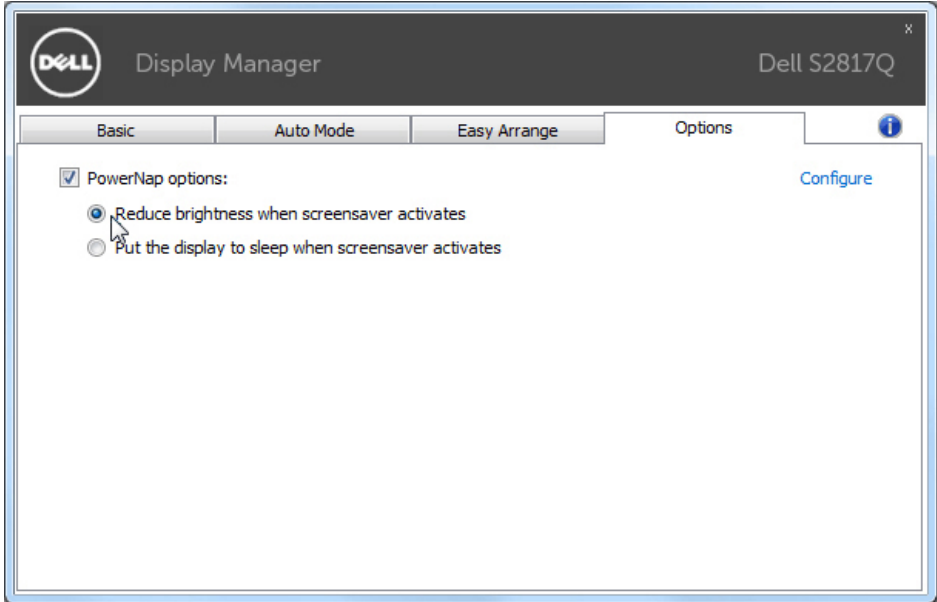 x
DELL Display Manager Dell S2817Q
Basic Auto Mode Easy Arrange Options i
PowerNap options: Configure
Reduce brightness when screensaver activates
Put the display to sleep when screensaver activates